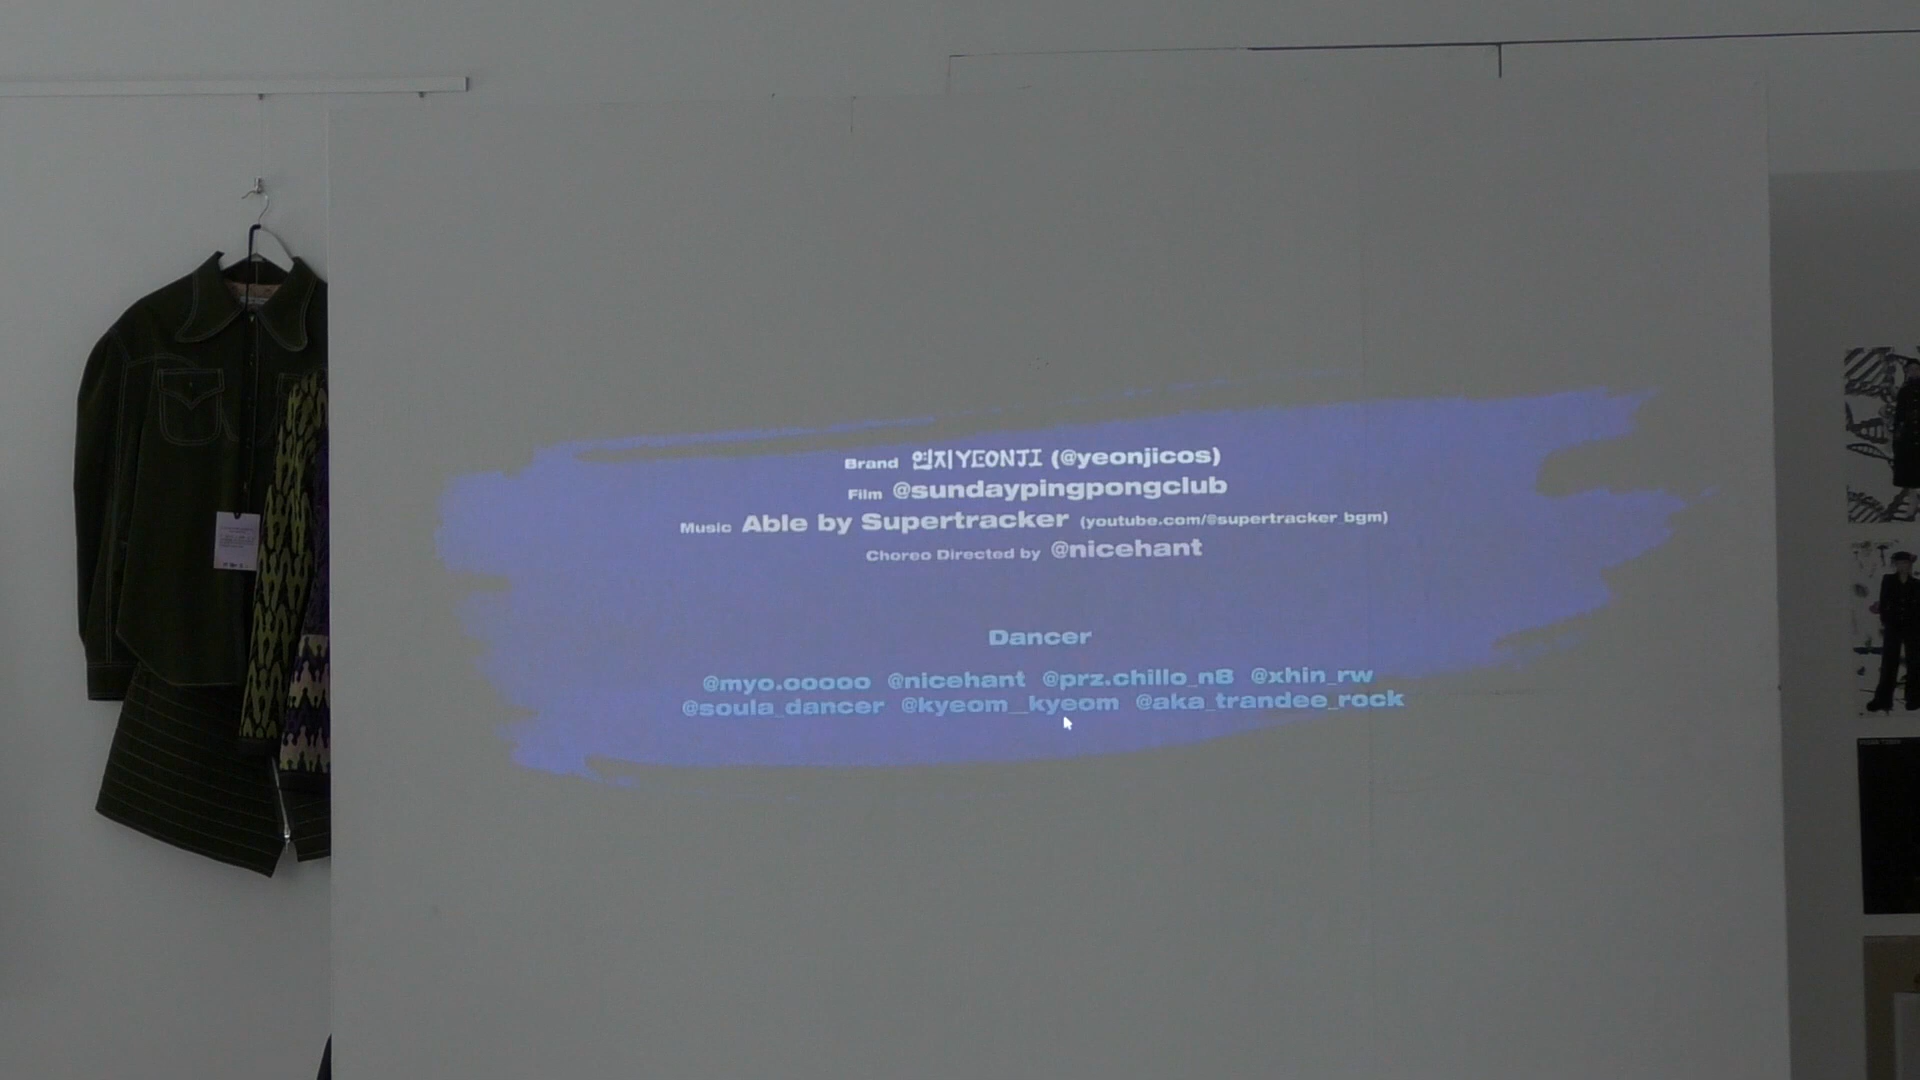 Brand 연지YEONJI (@yeonjicos)
Film @sundaypingpongclub
Music Able by Supertracker (youtube.com/@supertracker_bgm)
Choreo Directed by @nicehant
Dancer
@myo.ooooo @nicehant @prz.chillo_n8 @xhin_rw
@soula_dancer @kyeom__kyeom @aka_trandee_rock